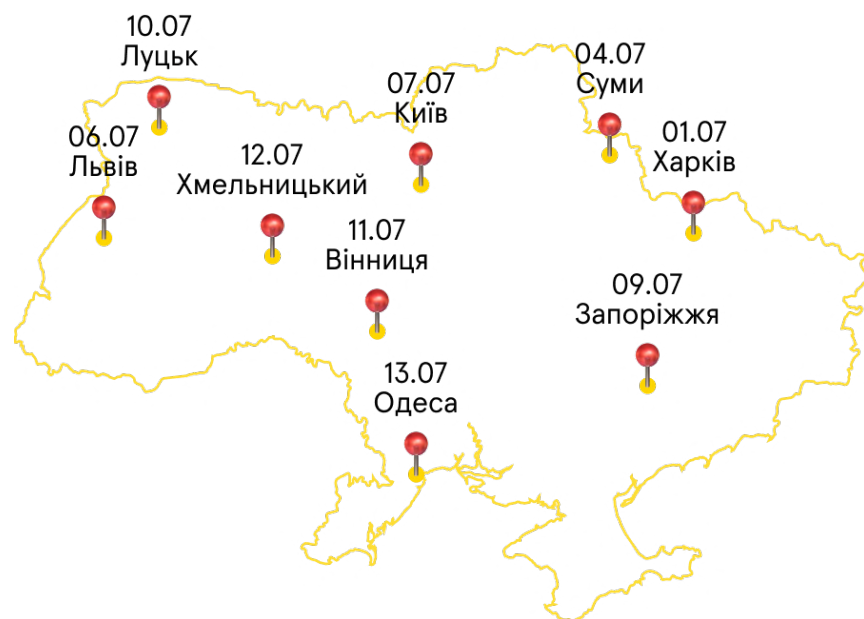 10.07
Луцьк
04.07
Суми
07.07
Київ
01.07
Харків
06.07
Львів
12.07
Хмельницький
11.07
Вінниця
09.07
Запоріжжя
13.07
Одеса